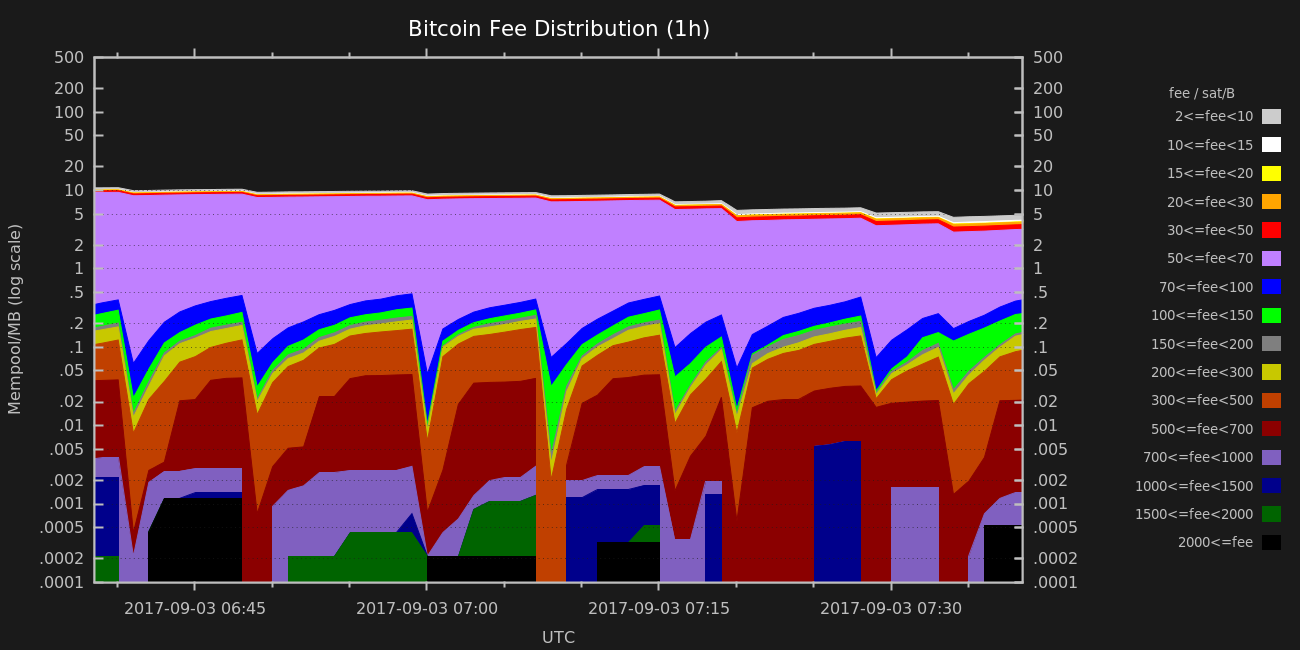 Bitcoin Fee Distribution (1h)
Mempool/MB (log scale)
500
200
100
50
20
10
5
2
1
.5
.2
.1
.05
.02
.01
.005
.002
.001
.0005
.0002
.0001
500
200
100
50
20
10
5
2
1
.5
.2
.1
.05
.02
.01
.005
.002
.001
.0005
.0002
.0001
2017-09-03 06:45 2017-09-03 07:00 2017-09-03 07:15 2017-09-03 07:30
UTC
fee / sat/B
2<=fee<10
10<=fee<15
15<=fee<20
20<=fee<30
30<=fee<50
50<=fee<70
70<=fee<100
100<=fee<150
150<=fee<200
200<=fee<300
300<=fee<500
500<=fee<700
700<=fee<1000
1000<=fee<1500
1500<=fee<2000
2000<=fee